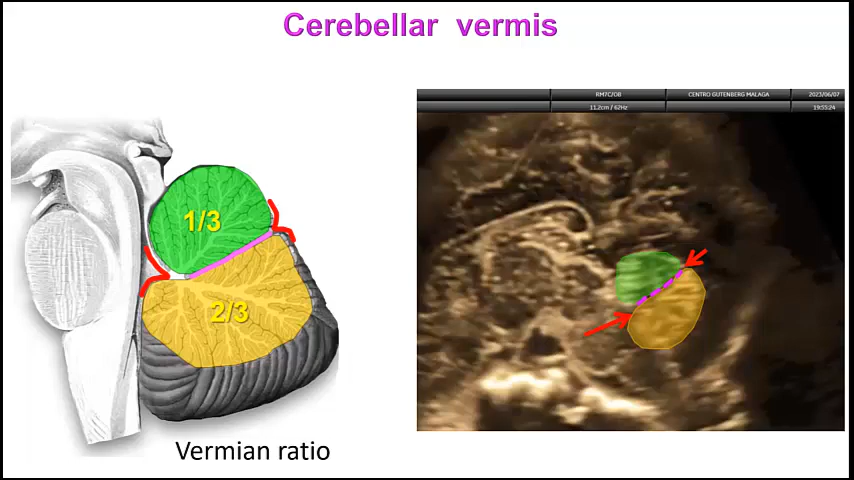 Cerebellar vermis
RM7C/OB CENTRO GUTENBERG MALAGA 2023/06/07
11.2cm / 62Hz 19:55:24
1/3
2/3
Vermian ratio